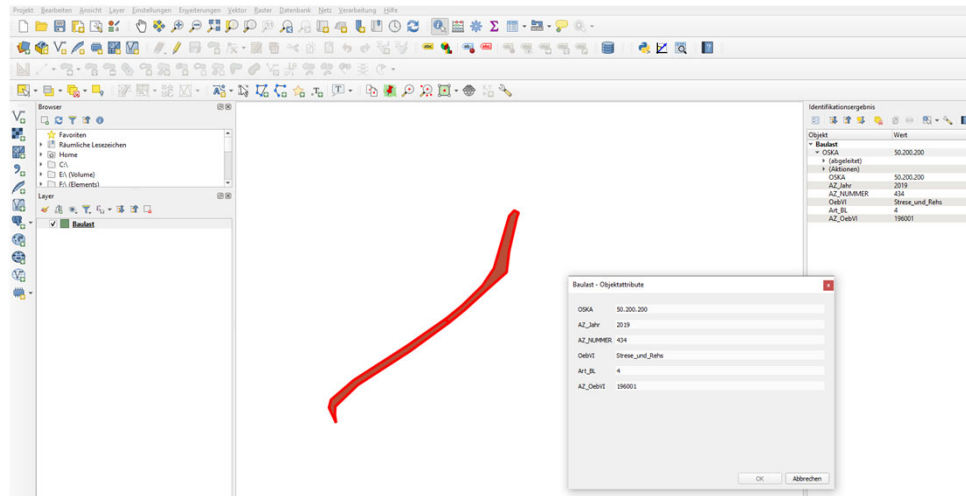 Projekt Bearbeiten Ansicht Layer Einstellungen Erweiterungen Vektor Raster Datenbank Netz Verarbeitung Hilfe
Browser
Favoriten
Räumliche Lesezeichen
Home
C:\
E:\ (Volume)
F:\ (Elements)
Layer
Baulast
Identifikationsergebnis
Objekt Wert
Baulast
OSKA 50.200.200
(abgeleitet)
(Aktionen)
OSKA 50.200.200
AZ_Jahr 2019
AZ_NUMMER 434
OebVI Strese_und_Rehs
Art_BL 4
AZ_OebVI 196001
Baulast - Objektattribute
OSKA 50.200.200
AZ_Jahr 2019
AZ_NUMMER 434
OebVI Strese_und_Rehs
Art_BL 4
AZ_OebVI 196001
OK Abbrechen